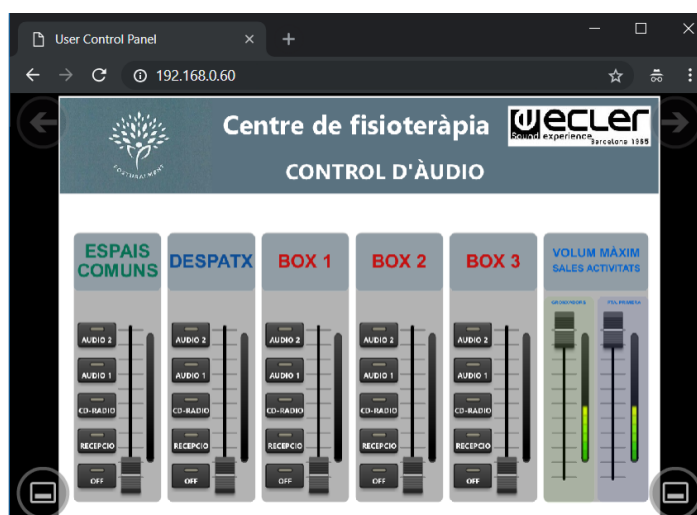 User Control Panel
192.168.0.60
Centre de fisioteràpia
CONTROL D'ÀUDIO
ecler
Sound experience
Barcelona 1965
ESPAIS
COMUNS
AUDIO 2
AUDIO 1
CD-RADIO
RECEPCIO
OFF
DESPATX
AUDIO 2
AUDIO 1
CD-RADIO
RECEPCIO
OFF
BOX 1
AUDIO 2
AUDIO 1
CD-RADIO
RECEPCIO
OFF
BOX 2
AUDIO 2
AUDIO 1
CD-RADIO
RECEPCIO
OFF
BOX 3
AUDIO 2
AUDIO 1
CD-RADIO
RECEPCIO
OFF
VOLUM MÀXIM
SALES ACTIVITATS